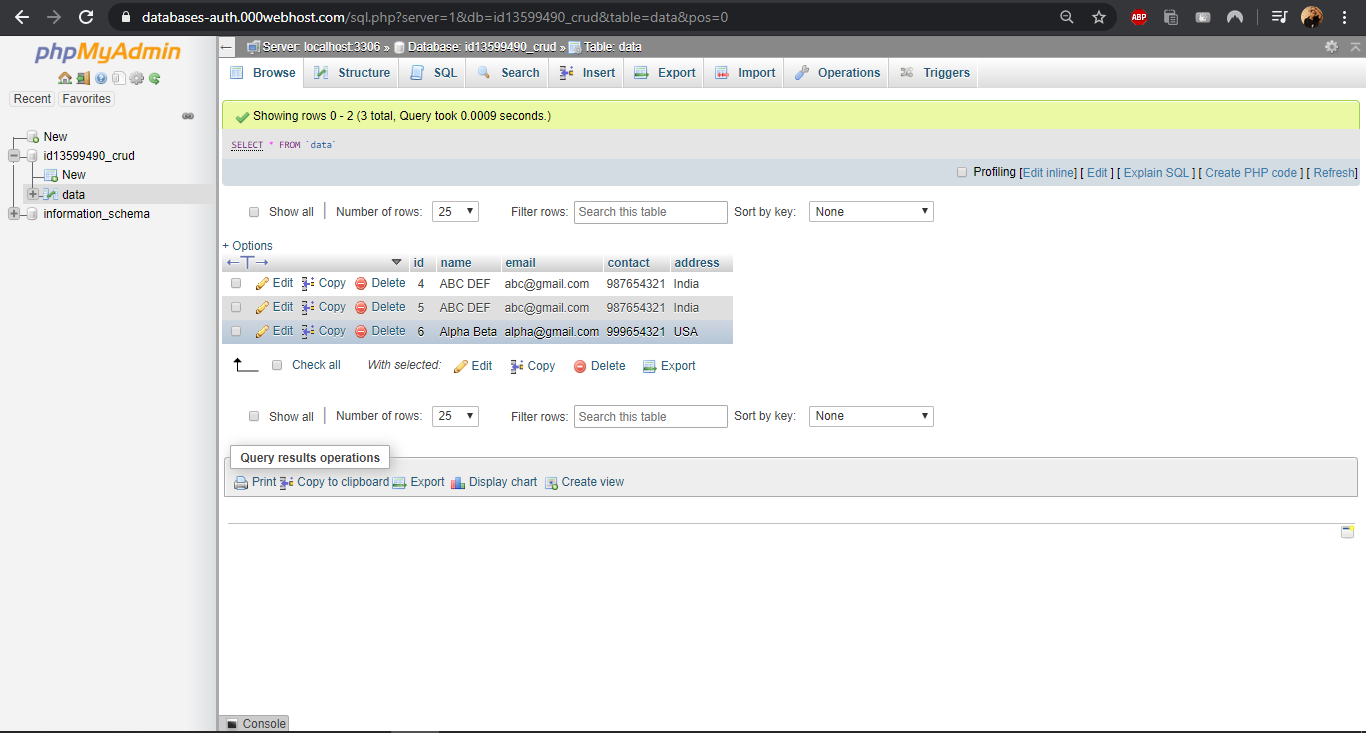 databases-auth.000webhost.com/sql.php?server=1&db=id13599490_crud&table=data&pos=0
ABP
phpMyAdmin
Recent Favorites
New
id13599490_crud
New
data
information_schema
Server: localhost:3306 » Database: id13599490_crud » Table: data
Browse Structure SQL Search Insert Export Import Operations Triggers
Showing rows 0 - 2 (3 total, Query took 0.0009 seconds.)
SELECT * FROM `data`
Profiling [Edit inline] [ Edit ] [ Explain SQL ] [ Create PHP code ] [ Refresh]
Show all | Number of rows: 25 Filter rows: Search this table Sort by key: None
+ Options
←T→ id name email contact address
Edit Copy Delete 4 ABC DEF abc@gmail.com 987654321 India
Edit Copy Delete 5 ABC DEF abc@gmail.com 987654321 India
Edit Copy Delete 6 Alpha Beta alpha@gmail.com 999654321 USA
Check all With selected: Edit Copy Delete Export
Show all | Number of rows: 25 Filter rows: Search this table Sort by key: None
Query results operations
Print Copy to clipboard Export Display chart Create view
Console